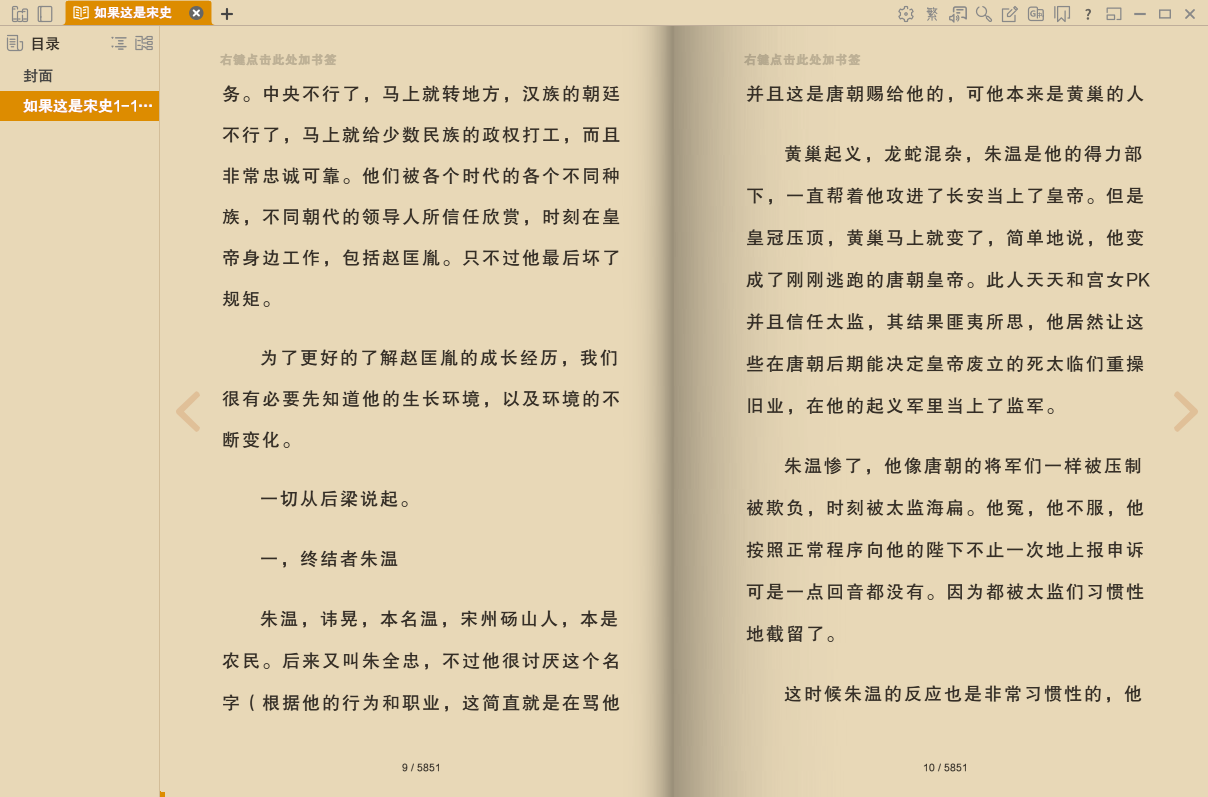 如果这是宋史
繁
?
目录
封面
如果这是宋史1-1…
右键点击此处加书签
务。中央不行了，马上就转地方，汉族的朝廷
不行了，马上就给少数民族的政权打工，而且
非常忠诚可靠。他们被各个时代的各个不同种
族，不同朝代的领导人所信任欣赏，时刻在皇
帝身边工作，包括赵匡胤。只不过他最后坏了
规矩。
为了更好的了解赵匡胤的成长经历，我们
很有必要先知道他的生长环境，以及环境的不
断变化。
一切从后梁说起。
一，终结者朱温
朱温，讳晃，本名温，宋州砀山人，本是
农民。后来又叫朱全忠，不过他很讨厌这个名
字（根据他的行为和职业，这简直就是在骂他
9 / 5851
右键点击此处加书签
并且这是唐朝赐给他的，可他本来是黄巢的人
黄巢起义，龙蛇混杂，朱温是他的得力部
下，一直帮着他攻进了长安当上了皇帝。但是
皇冠压顶，黄巢马上就变了，简单地说，他变
成了刚刚逃跑的唐朝皇帝。此人天天和宫女PK
并且信任太监，其结果匪夷所思，他居然让这
些在唐朝后期能决定皇帝废立的死太临们重操
旧业，在他的起义军里当上了监军。
朱温惨了，他像唐朝的将军们一样被压制
被欺负，时刻被太监海扁。他冤，他不服，他
按照正常程序向他的陛下不止一次地上报申诉
可是一点回音都没有。因为都被太监们习惯性
地截留了。
这时候朱温的反应也是非常习惯性的，他
10 / 5851